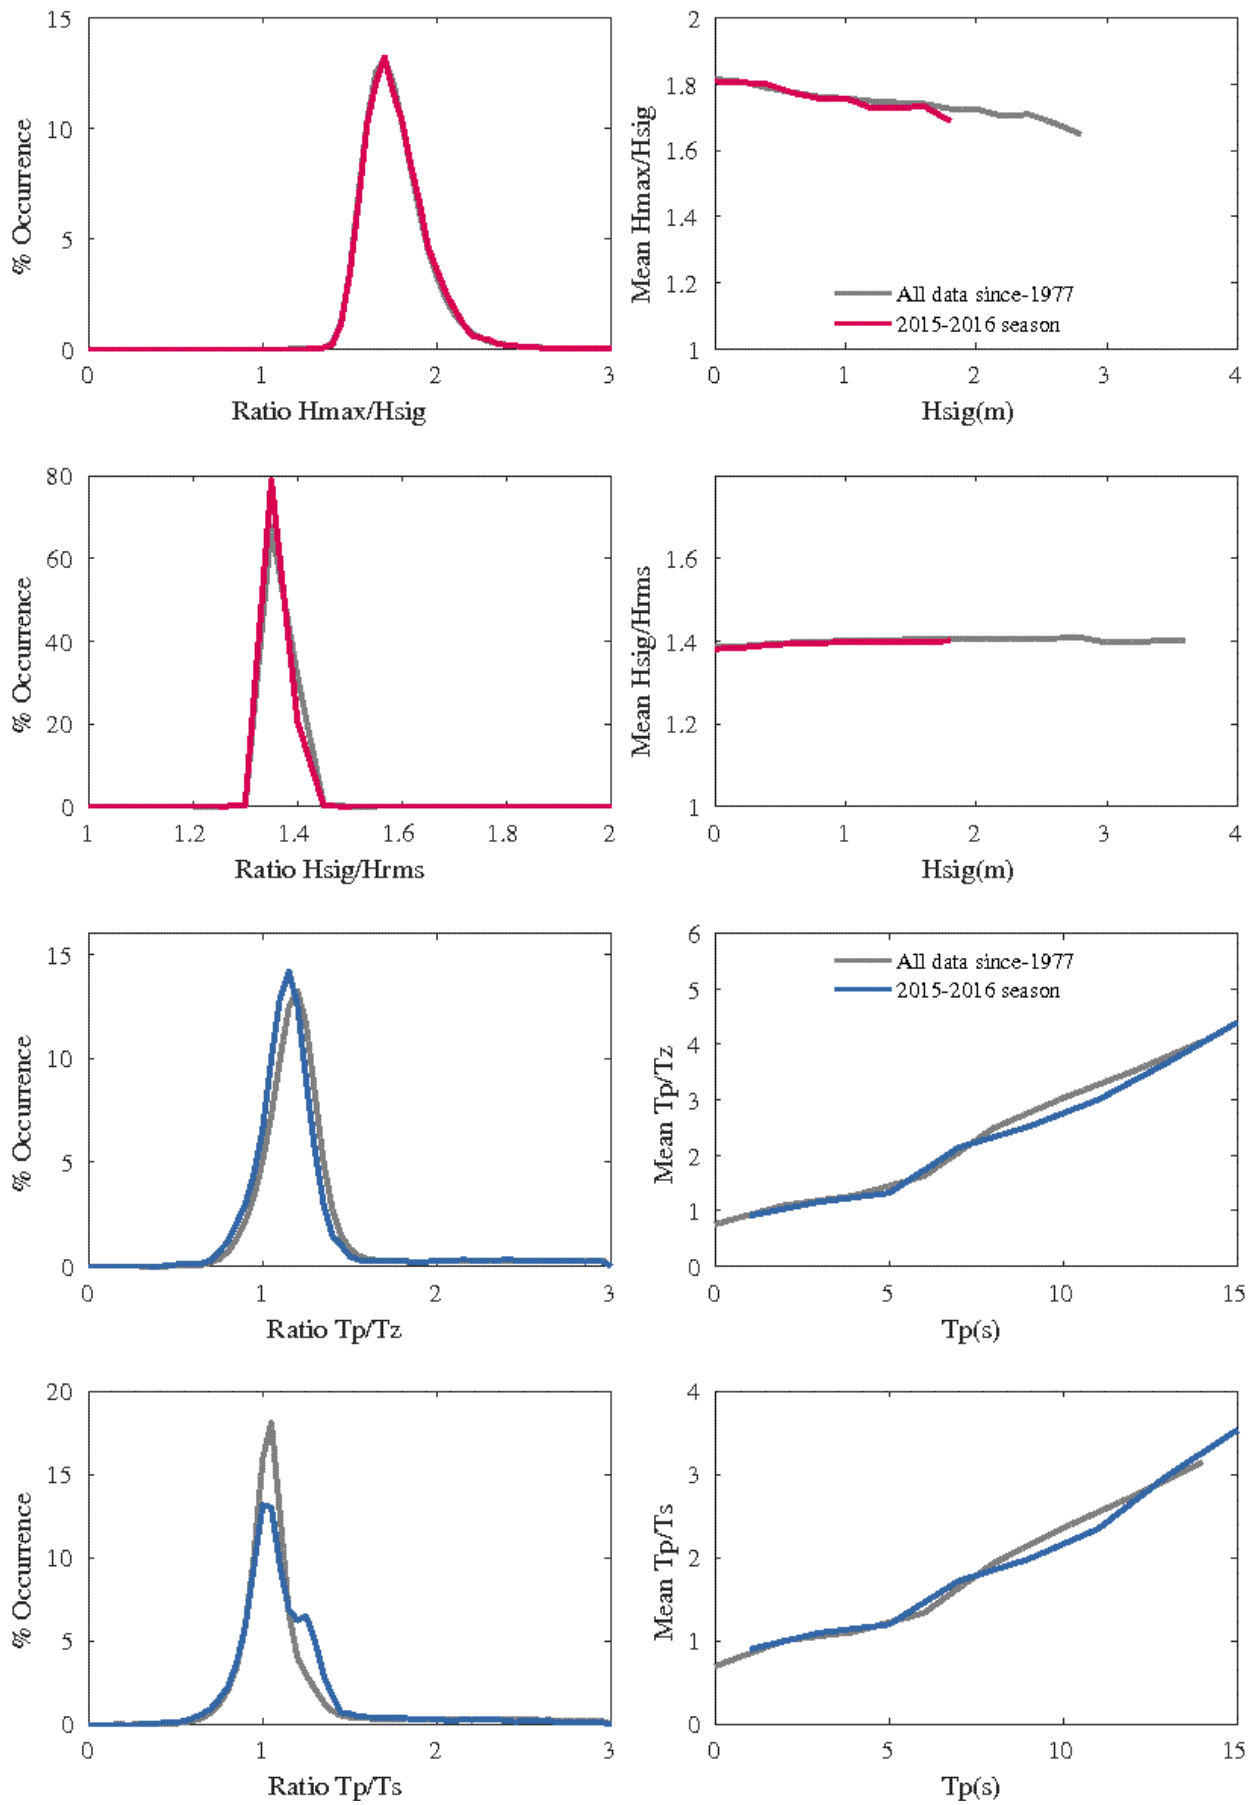 15
10
5
0
% Occurrence
0 1 2 3
Ratio Hmax/Hsig
2
1.8
1.6
1.4
1.2
1
Mean Hmax/Hsig
All data since-1977
2015-2016 season
0 1 2 3 4
Hsig(m)
80
60
40
20
0
% Occurrence
1 1.2 1.4 1.6 1.8 2
Ratio Hsig/Hrms
1.6
1.4
1.2
1
Mean Hsig/Hrms
0 1 2 3 4
Hsig(m)
15
10
5
0
% Occurrence
0 1 2 3
Ratio Tp/Tz
6
5
4
3
2
1
0
Mean Tp/Tz
All data since-1977
2015-2016 season
0 5 10 15
Tp(s)
20
15
10
5
0
% Occurrence
0 1 2 3
Ratio Tp/Ts
4
3
2
1
0
Mean Tp/Ts
0 5 10 15
Tp(s)